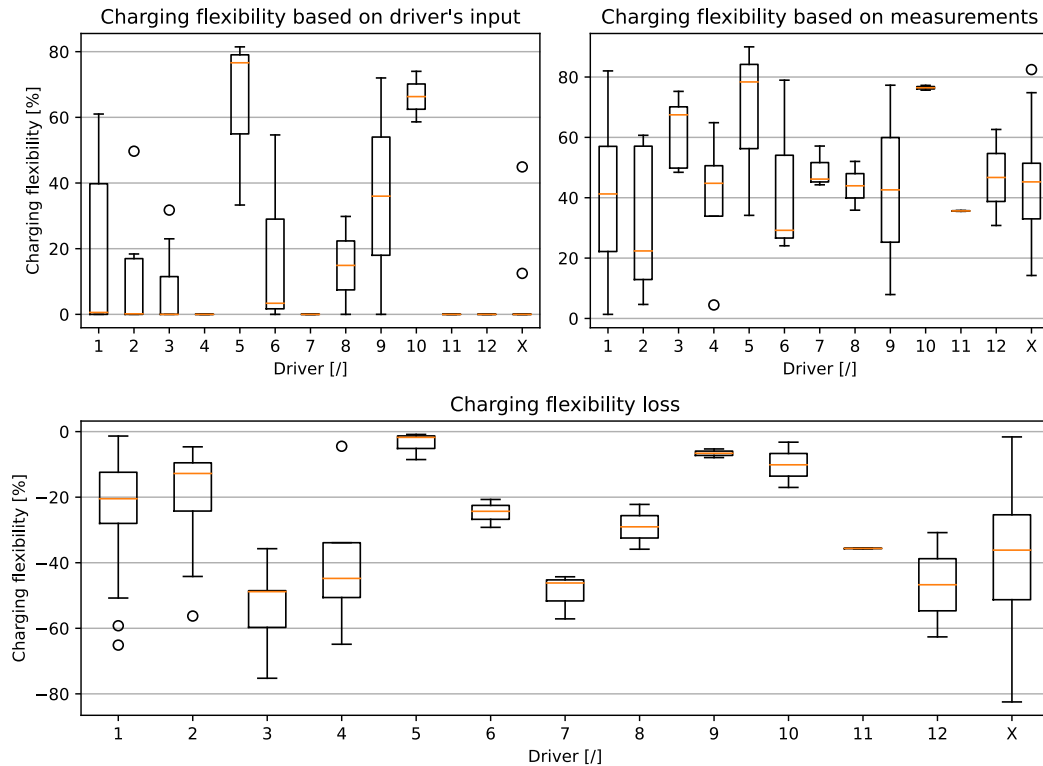 Charging flexibility based on driver's input
Charging flexibility [%]
80
60
40
20
0
1 2 3 4 5 6 7 8 9 10 11 12 X
Driver [/]
Charging flexibility based on measurements
80
60
40
20
0
1 2 3 4 5 6 7 8 9 10 11 12 X
Driver [/]
Charging flexibility loss
Charging flexibility [%]
0
−20
−40
−60
−80
1 2 3 4 5 6 7 8 9 10 11 12 X
Driver [/]